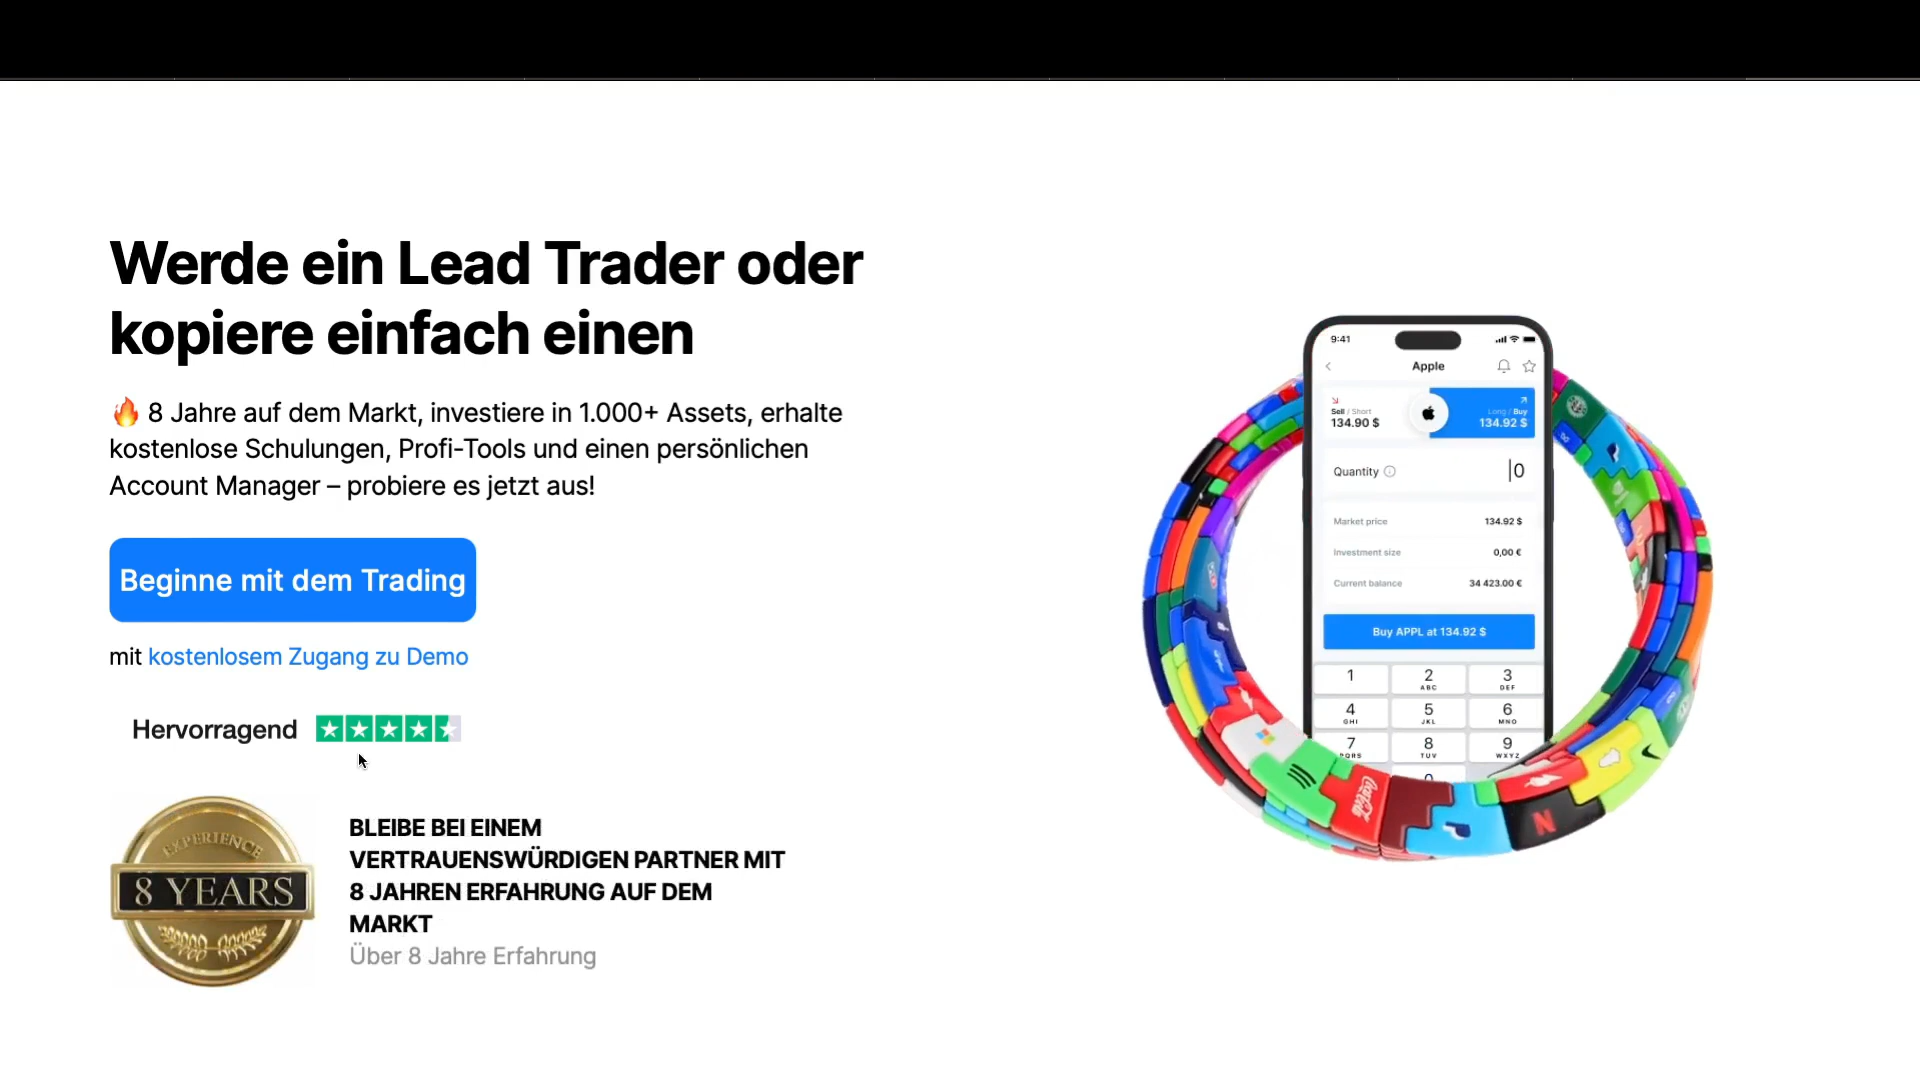 Werde ein Lead Trader oder
kopiere einfach einen
🔥 8 Jahre auf dem Markt, investiere in 1.000+ Assets, erhalte
kostenlose Schulungen, Profi-Tools und einen persönlichen
Account Manager – probiere es jetzt aus!
Beginne mit dem Trading
mit kostenlosem Zugang zu Demo
Hervorragend
EXPERIENCE
8 YEARS
BLEIBE BEI EINEM
VERTRAUENSWÜRDIGEN PARTNER MIT
8 JAHREN ERFAHRUNG AUF DEM
MARKT
Über 8 Jahre Erfahrung
9:41
Apple
Sell / Short
134.90 $
Long / Buy
134.92 $
Quantity
0
Market price 134.92 $
Investment size 0,00 €
Current balance 34 423.00 €
Buy APPL at 134.92 $
1 2 3
ABC DEF
4 5 6
GHI JKL MNO
7 8 9
PQRS TUV WXYZ
0
Coca-Cola
N